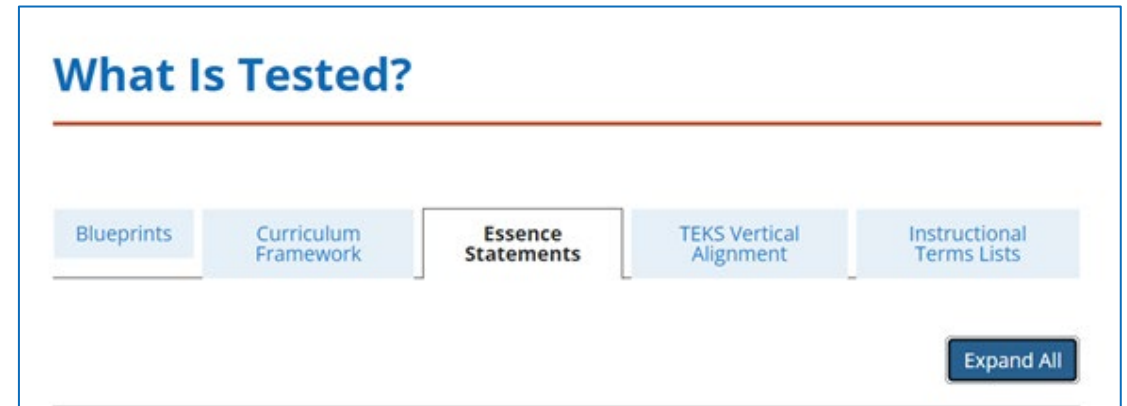 What Is Tested?
Blueprints
Curriculum
Framework
Essence
Statements
TEKS Vertical
Alignment
Instructional
Terms Lists
Expand All